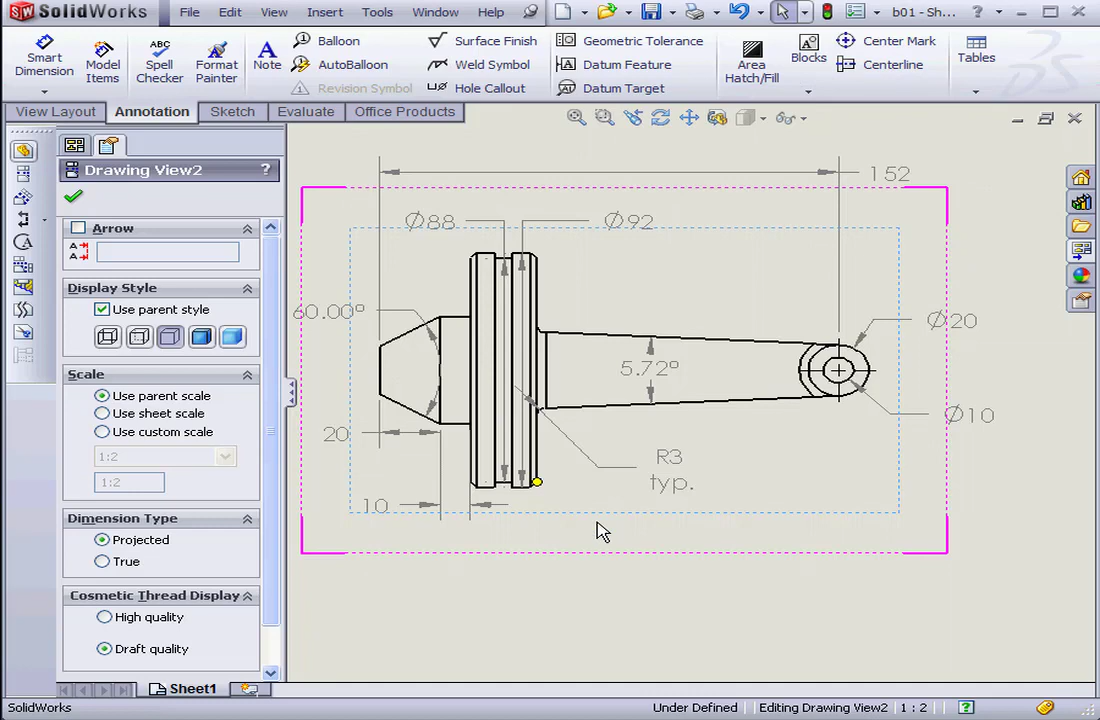 SolidWorks File Edit View Insert Tools Window Help b01 - Sh...
Smart Dimension
Model Items
ABC
Spell Checker
Format Painter
A
Note
Balloon
AutoBalloon
Revision Symbol
Surface Finish
Weld Symbol
Hole Callout
Geometric Tolerance
Datum Feature
Datum Target
Area Hatch/Fill
Blocks
Center Mark
Centerline
Tables
View Layout Annotation Sketch Evaluate Office Products
Drawing View2 ?
Arrow
Display Style
Use parent style
Scale
Use parent scale
Use sheet scale
Use custom scale
1:2
1:2
Dimension Type
Projected
True
Cosmetic Thread Display
High quality
Draft quality
152
Ø88
Ø92
60.00°
Ø20
5.72°
Ø10
20
R3
typ.
10
Sheet1
SolidWorks Under Defined Editing Drawing View2 1 : 2 ?